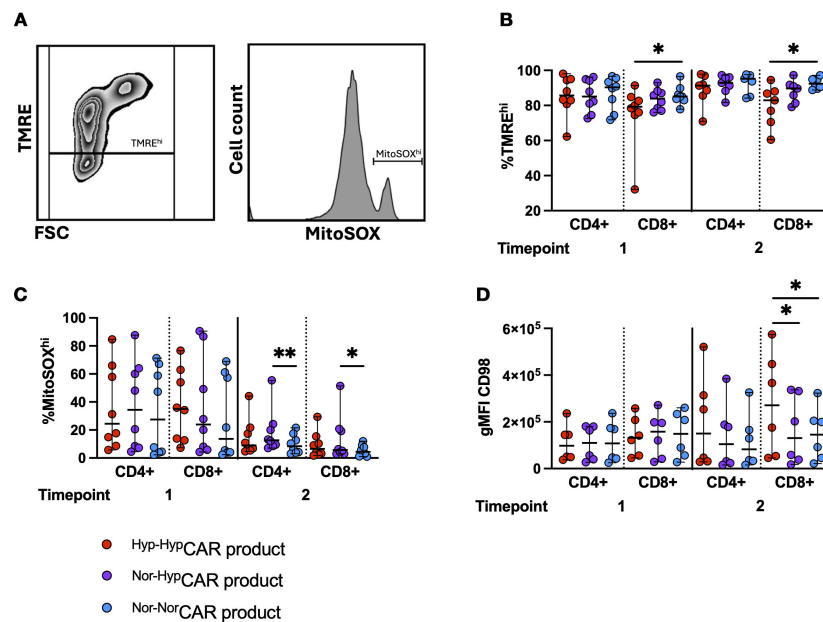 A
TMRE
TMREhi
FSC
Cell count
MitoSOXhi
MitoSOX
B
%TMREhi
100
80
60
40
20
*
*
CD4+ CD8+ CD4+ CD8+
Timepoint 1 2
C
%MitoSOXhi
100
80
60
40
20
0
**
*
CD4+ CD8+ CD4+ CD8+
Timepoint 1 2
D
gMFI CD98
6×105
4×105
2×105
0
*
*
CD4+ CD8+ CD4+ CD8+
Timepoint 1 2
Hyp-HypCAR product
Nor-HypCAR product
Nor-NorCAR product